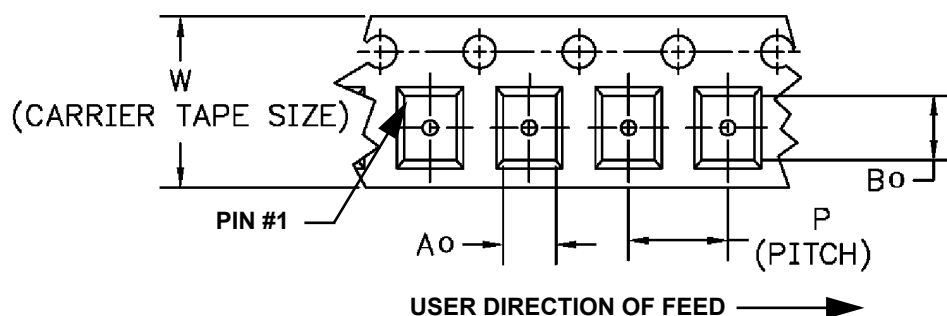 W
(CARRIER TAPE SIZE)
Bo
PIN #1
P
Ao
(PITCH)
USER DIRECTION OF FEED